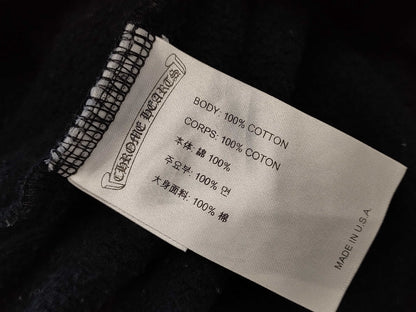 CHROME HEARTS
BODY: 100% COTTON
CORPS: 100% COTON
本体: 綿 100%
주요부: 100% 면
大身面料: 100% 棉
MADE IN U.S.A.